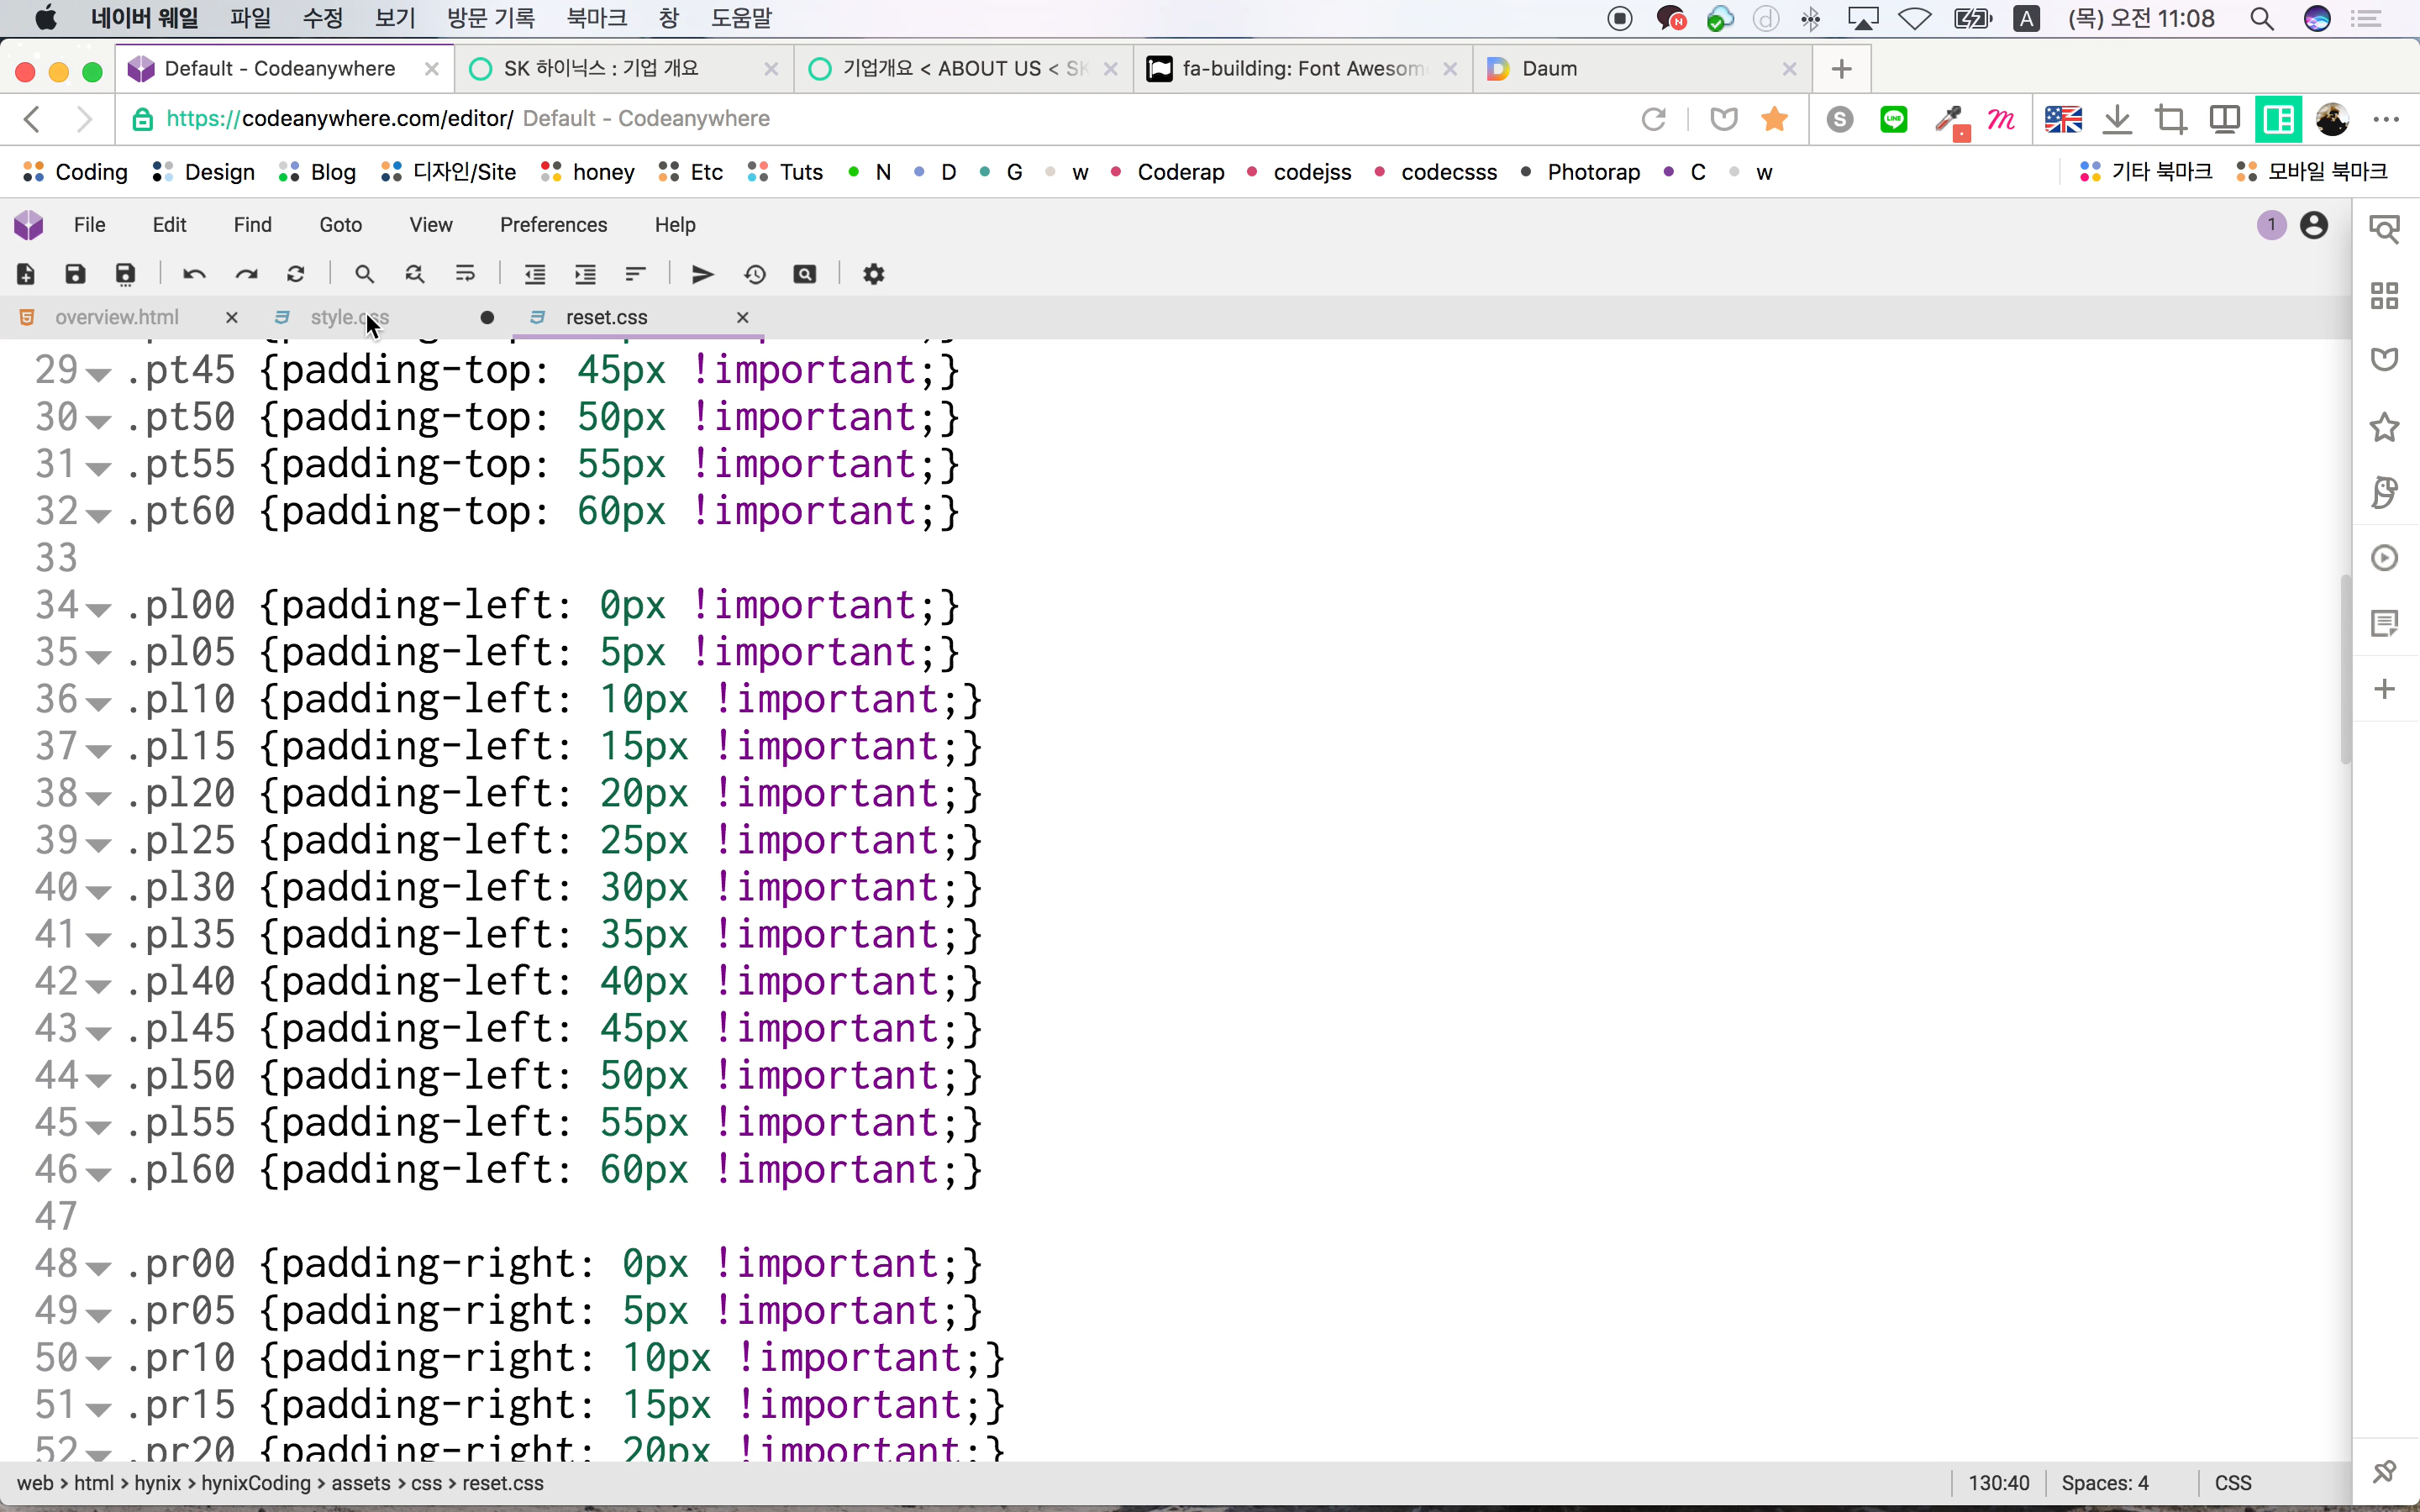 네이버 웨일 파일 수정 보기 방문 기록 북마크 창 도움말 A (목) 오전 11:08
Default - Codeanywhere SK 하이닉스 : 기업 개요 기업개요 < ABOUT US < SK fa-building: Font Awesom Daum
https://codeanywhere.com/editor/ Default - Codeanywhere
Coding Design Blog 디자인/Site honey Etc Tuts N D G w Coderap codejss codecsss Photorap C w 기타 북마크 모바일 북마크
File Edit Find Goto View Preferences Help 1
overview.html style.css reset.css
29 .pt45 {padding-top: 45px !important;}
30 .pt50 {padding-top: 50px !important;}
31 .pt55 {padding-top: 55px !important;}
32 .pt60 {padding-top: 60px !important;}
33
34 .pl00 {padding-left: 0px !important;}
35 .pl05 {padding-left: 5px !important;}
36 .pl10 {padding-left: 10px !important;}
37 .pl15 {padding-left: 15px !important;}
38 .pl20 {padding-left: 20px !important;}
39 .pl25 {padding-left: 25px !important;}
40 .pl30 {padding-left: 30px !important;}
41 .pl35 {padding-left: 35px !important;}
42 .pl40 {padding-left: 40px !important;}
43 .pl45 {padding-left: 45px !important;}
44 .pl50 {padding-left: 50px !important;}
45 .pl55 {padding-left: 55px !important;}
46 .pl60 {padding-left: 60px !important;}
47
48 .pr00 {padding-right: 0px !important;}
49 .pr05 {padding-right: 5px !important;}
50 .pr10 {padding-right: 10px !important;}
51 .pr15 {padding-right: 15px !important;}
52 .pr20 {padding-right: 20px !important;}
web > html > hynix > hynixCoding > assets > css > reset.css 130:40 Spaces: 4 CSS